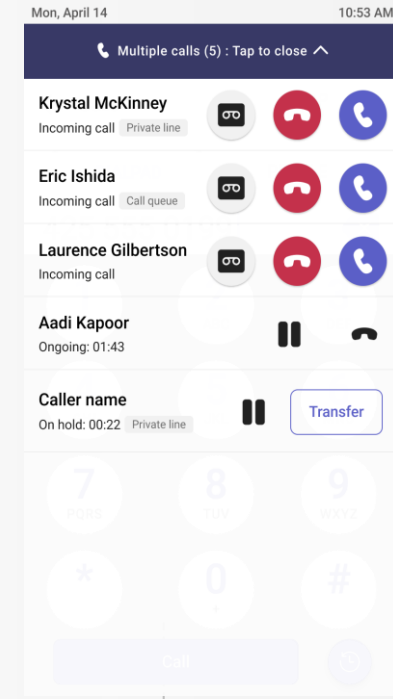 Mon, April 14 10:53 AM
Multiple calls (5) : Tap to close
Krystal McKinney
Incoming call Private line
Eric Ishida
Incoming call Call queue
Laurence Gilbertson
Incoming call
Aadi Kapoor
Ongoing: 01:43
Caller name
On hold: 00:22 Private line
Transfer
7 8 9
PQRS TUV WXYZ
* 0 #
+
Call